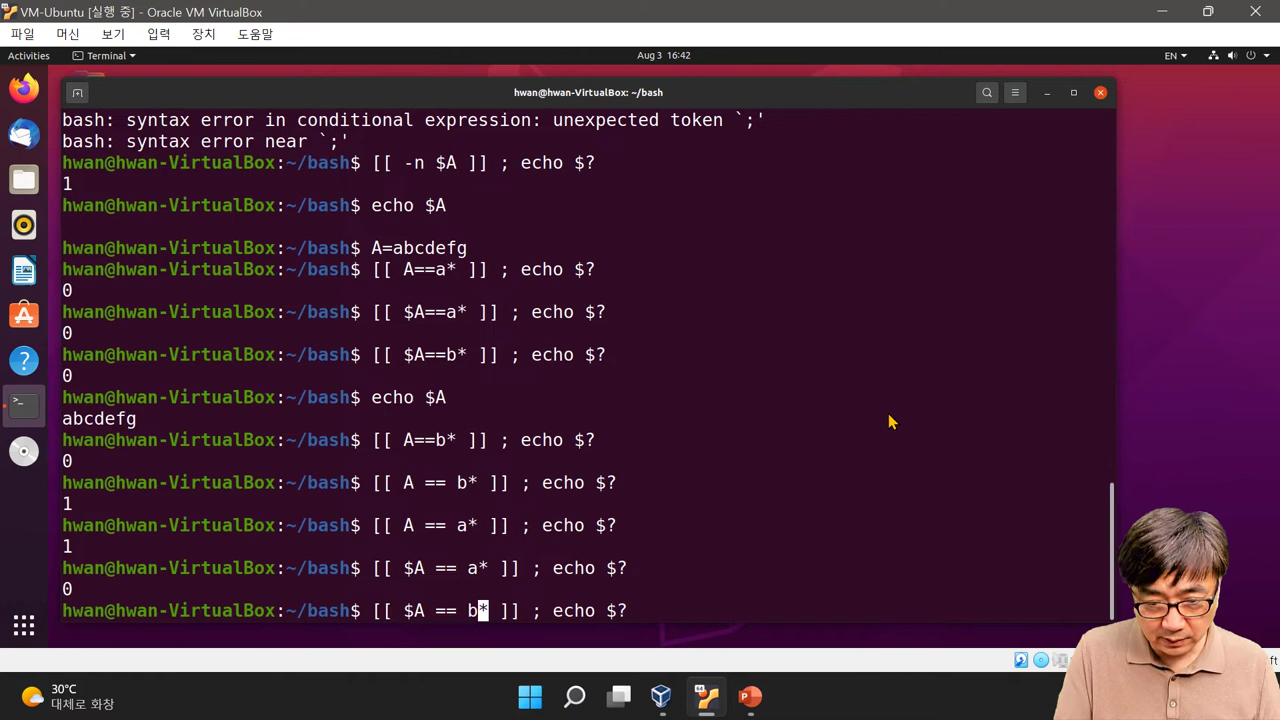 VM-Ubuntu [실행 중] - Oracle VM VirtualBox
파일 머신 보기 입력 장치 도움말
Activities Terminal Aug 3 16:42 EN
hwan@hwan-VirtualBox: ~/bash
bash: syntax error in conditional expression: unexpected token `;'
bash: syntax error near `;'
hwan@hwan-VirtualBox:~/bash$ [[ -n $A ]] ; echo $?
1
hwan@hwan-VirtualBox:~/bash$ echo $A
hwan@hwan-VirtualBox:~/bash$ A=abcdefg
hwan@hwan-VirtualBox:~/bash$ [[ A==a* ]] ; echo $?
0
hwan@hwan-VirtualBox:~/bash$ [[ $A==a* ]] ; echo $?
0
hwan@hwan-VirtualBox:~/bash$ [[ $A==b* ]] ; echo $?
0
hwan@hwan-VirtualBox:~/bash$ echo $A
abcdefg
hwan@hwan-VirtualBox:~/bash$ [[ A==b* ]] ; echo $?
0
hwan@hwan-VirtualBox:~/bash$ [[ A == b* ]] ; echo $?
1
hwan@hwan-VirtualBox:~/bash$ [[ A == a* ]] ; echo $?
1
hwan@hwan-VirtualBox:~/bash$ [[ $A == a* ]] ; echo $?
0
hwan@hwan-VirtualBox:~/bash$ [[ $A == b* ]] ; echo $?
30°C
대체로 화창